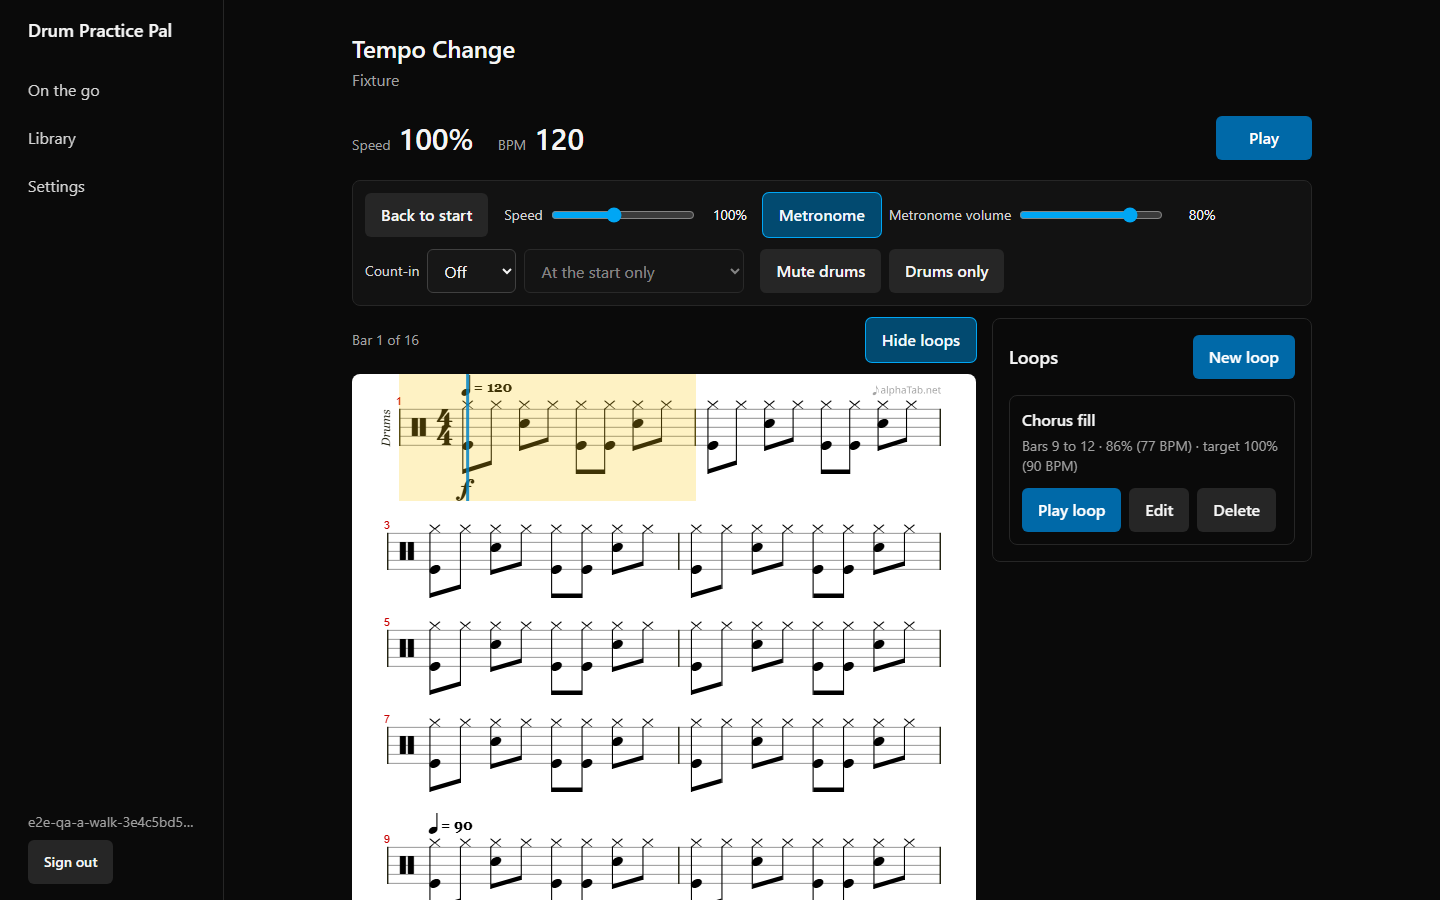 Drum Practice Pal
On the go
Library
Settings
e2e-qa-a-walk-3e4c5bd5...
Sign out
Tempo Change
Fixture
Speed 100% BPM 120
Play
Back to start Speed 100% Metronome Metronome volume 80%
Count-in Off At the start only Mute drums Drums only
Bar 1 of 16
Hide loops
= 120
alphaTab.net
1
Drums
4
4
f
3
5
7
= 90
9
Loops
New loop
Chorus fill
Bars 9 to 12 · 86% (77 BPM) · target 100%
(90 BPM)
Play loop Edit Delete